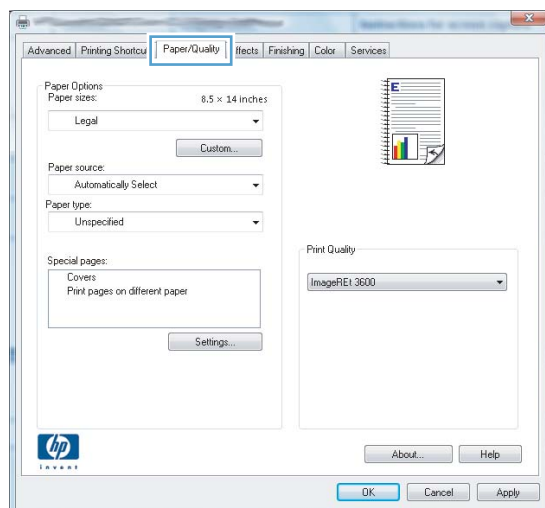 Advanced Printing Shortcu Paper/Quality ffects Finishing Color Services
Paper Options
Paper sizes: 8.5 × 14 inches
Legal
Custom...
Paper source:
Automatically Select
Paper type:
Unspecified
Special pages:
Covers
Print pages on different paper
Settings...
E
Print Quality
ImageREt 3600
hp
invent
About... Help
OK Cancel Apply